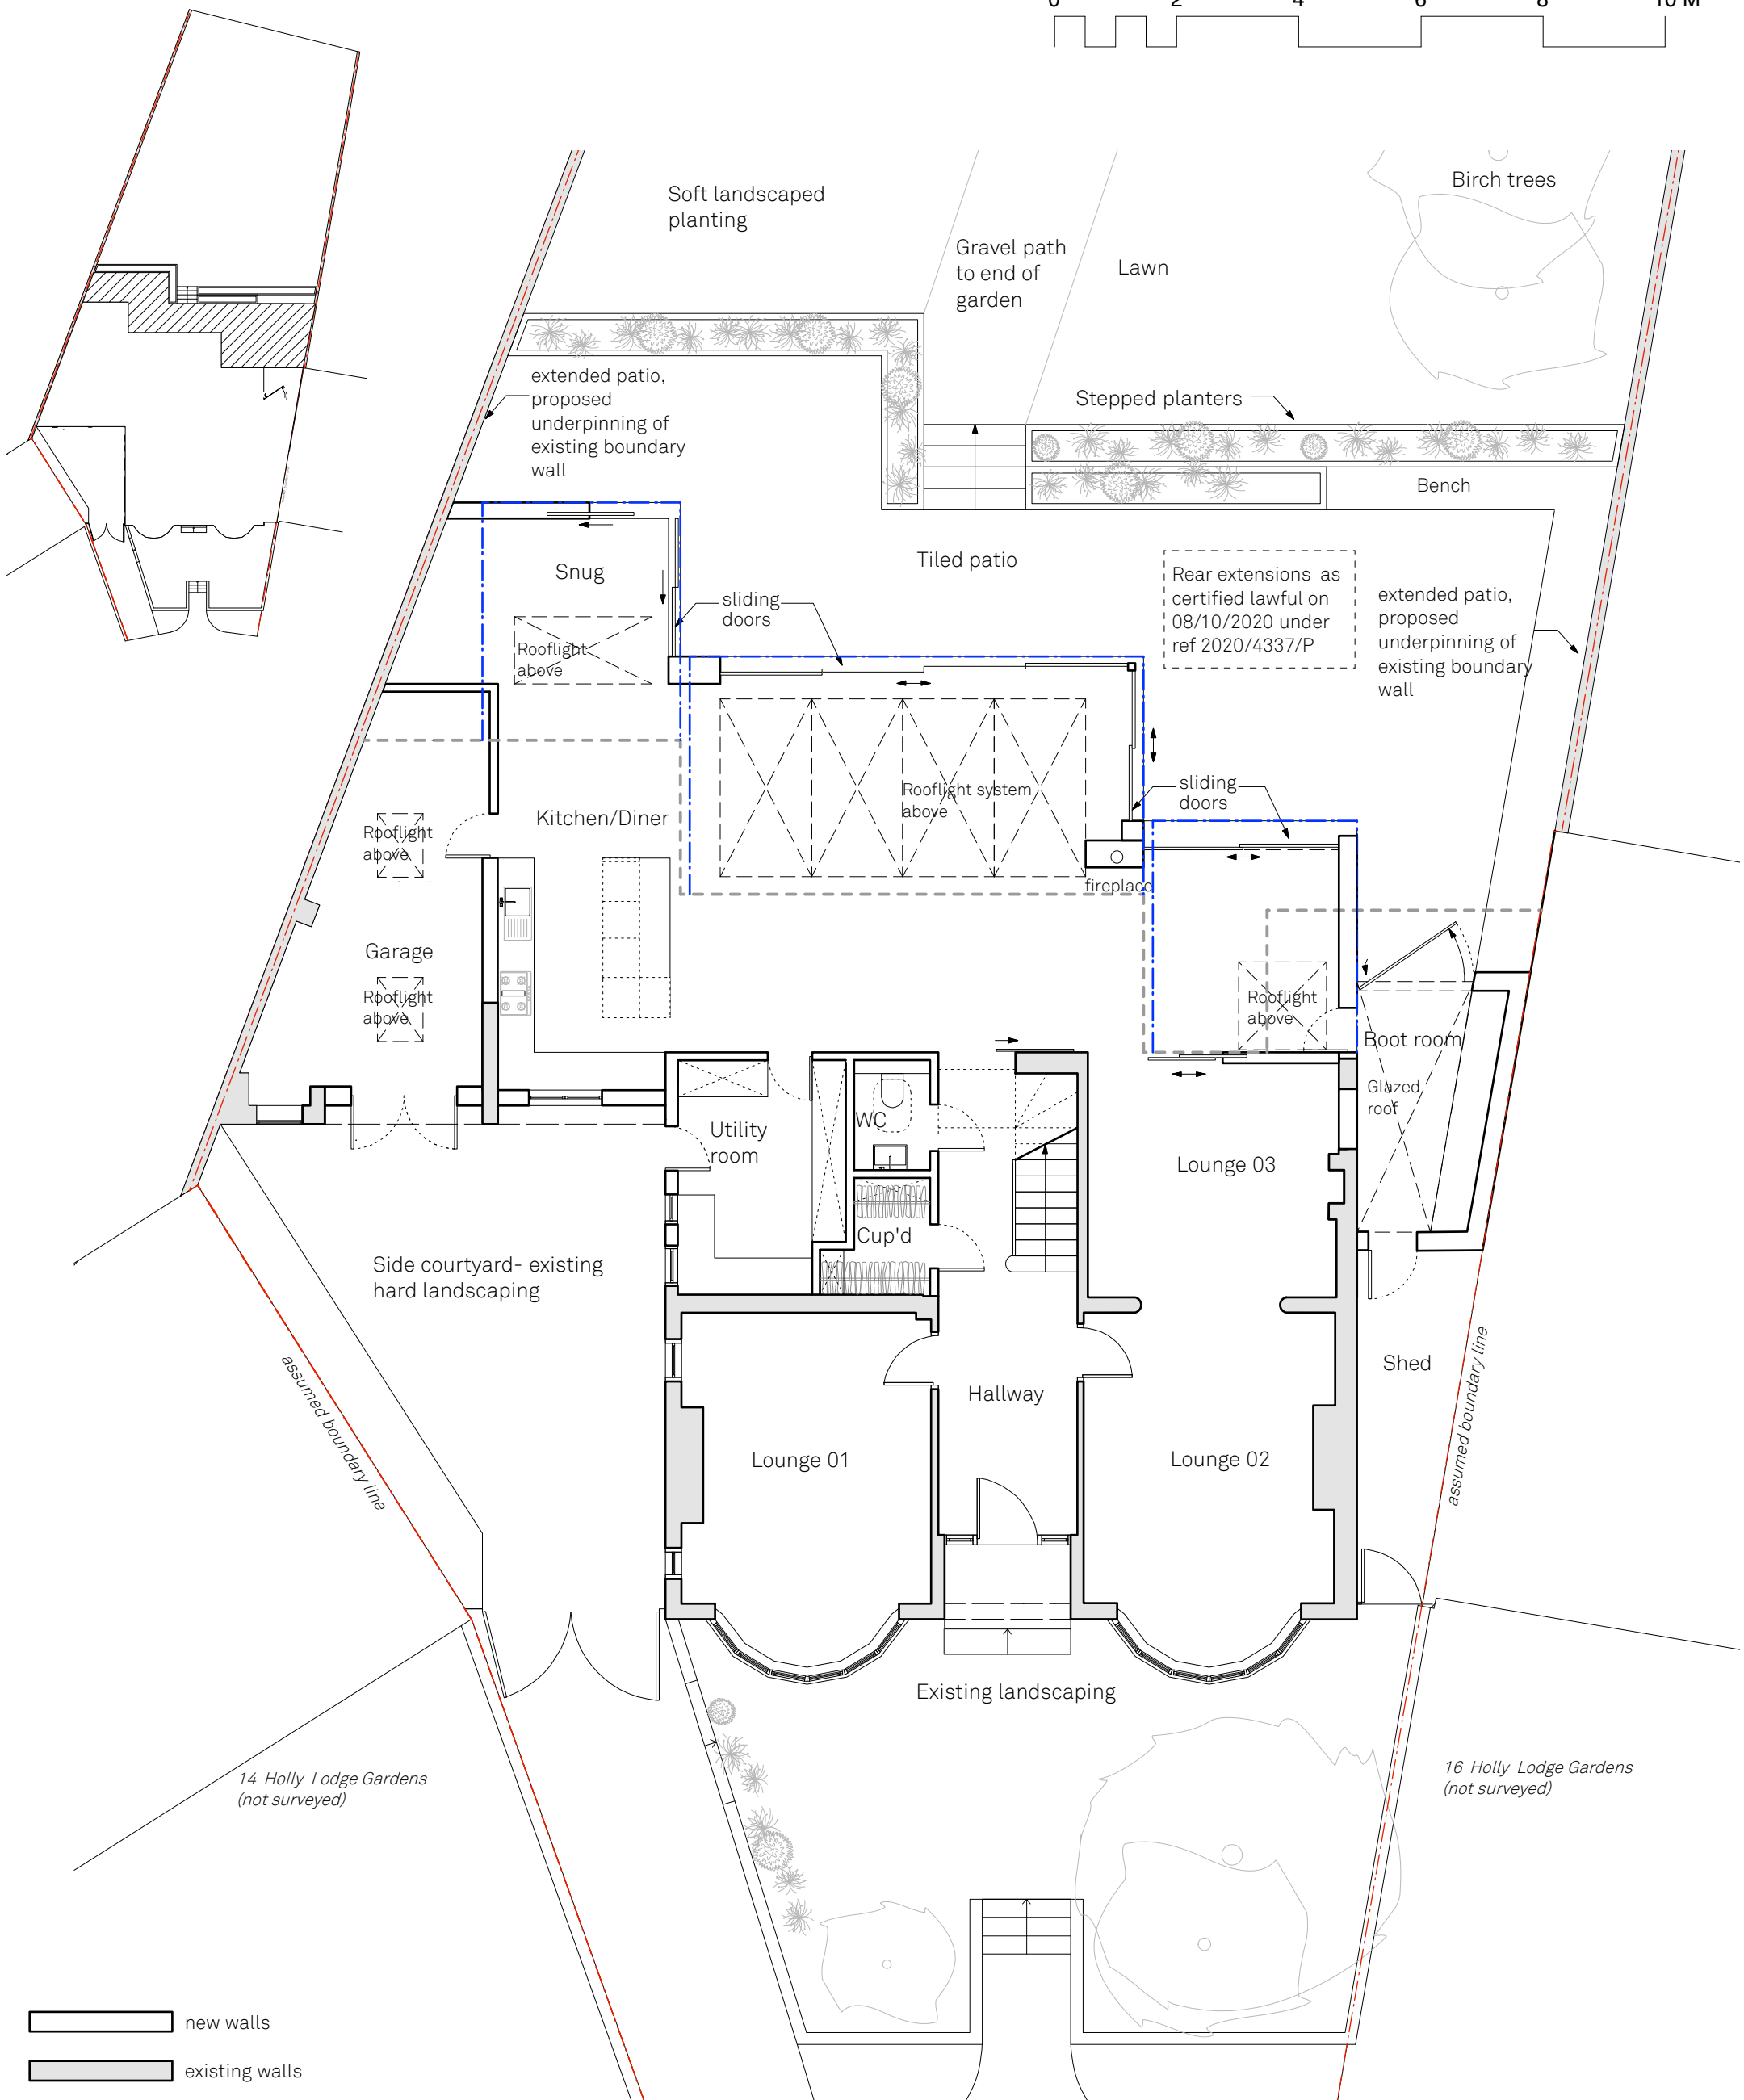 0 2 4 6 8 10 M
Birch trees
Soft landscaped
planting
Gravel path
to end of
garden
Lawn
extended patio,
proposed
underpinning of
existing boundary
wall
Stepped planters
Bench
Tiled patio
Snug
Rear extensions as
certified lawful on
08/10/2020 under
ref 2020/4337/P
extended patio,
proposed
underpinning of
existing boundary
wall
sliding
doors
Rooflight
above
sliding
doors
Rooflight system
above
Kitchen/Diner
Rooflight
above
fireplace
Garage
Rooflight
above
Rooflight
above
Boot room
Glazed
roof
WC
Utility
room
Lounge 03
Cup'd
Side courtyard- existing
hard landscaping
Shed
Hallway
assumed boundary line
assumed boundary line
Lounge 01
Lounge 02
Existing landscaping
14 Holly Lodge Gardens
(not surveyed)
16 Holly Lodge Gardens
(not surveyed)
new walls
existing walls